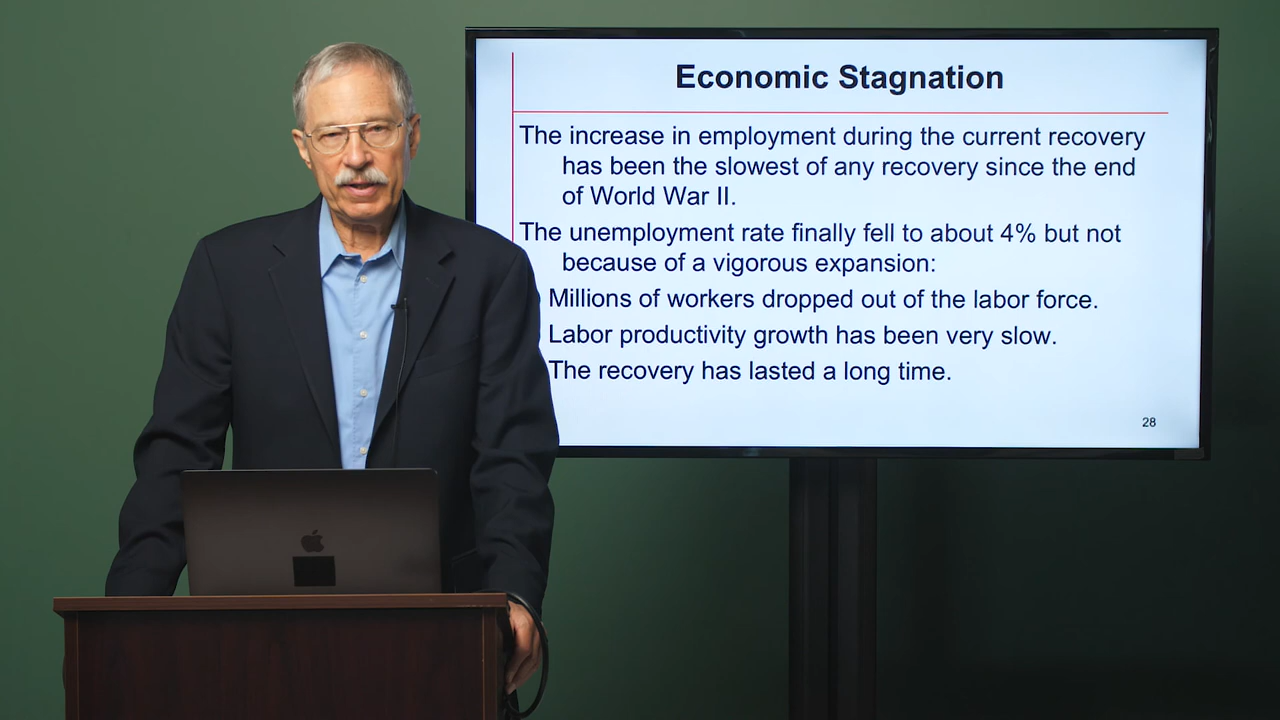 Economic Stagnation
The increase in employment during the current recovery
has been the slowest of any recovery since the end
of World War II.
The unemployment rate finally fell to about 4% but not
because of a vigorous expansion:
Millions of workers dropped out of the labor force.
Labor productivity growth has been very slow.
The recovery has lasted a long time.
28